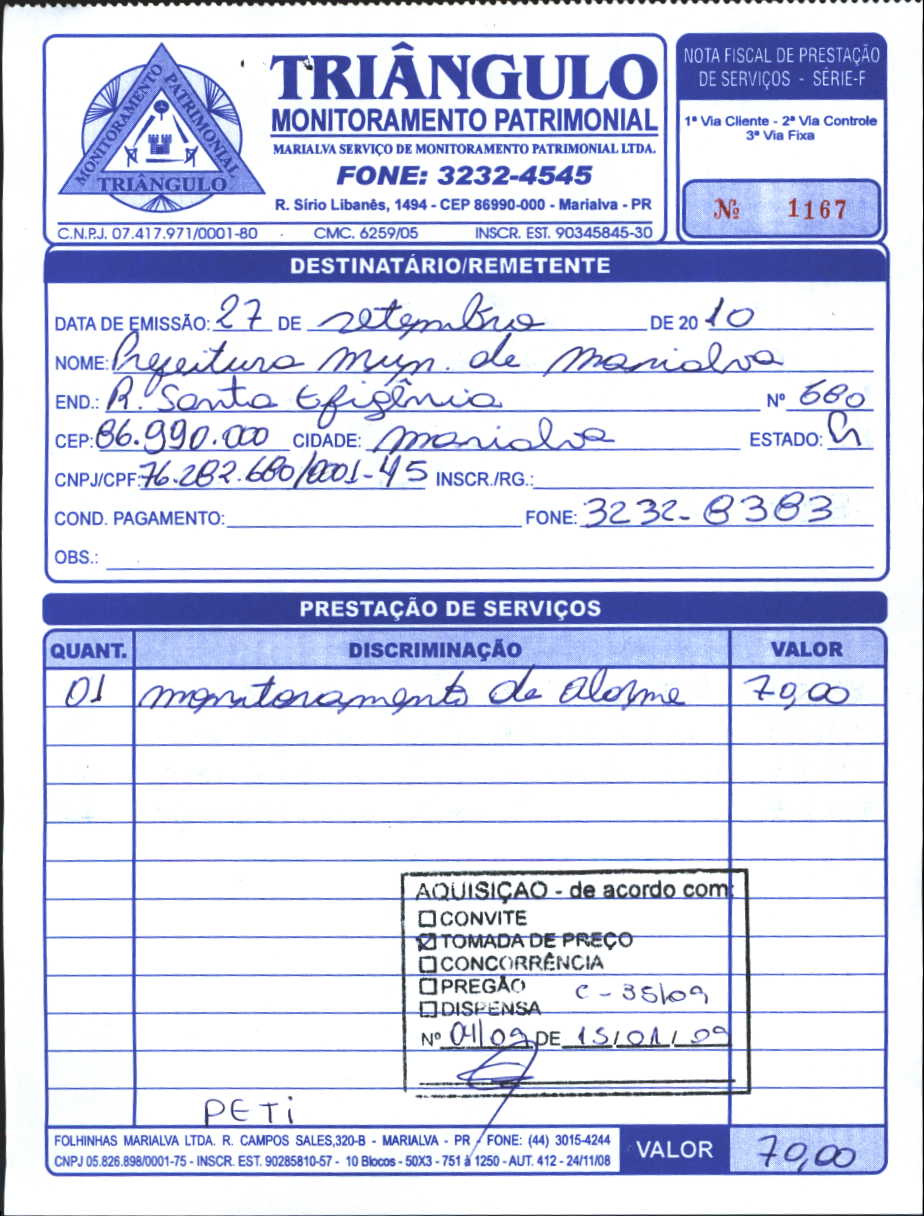 MONITORAMENTO PATRIMONIAL
TRIÂNGULO
TRIÂNGULO
MONITORAMENTO PATRIMONIAL
MARIALVA SERVIÇO DE MONITORAMENTO PATRIMONIAL LTDA.
FONE: 3232-4545
R. Sírio Libanês, 1494 - CEP 86990-000 - Marialva - PR
C.N.P.J. 07.417.971/0001-80 CMC. 6259/05 INSCR. EST. 90345845-30
NOTA FISCAL DE PRESTAÇÃO
DE SERVIÇOS - SÉRIE-F
1ª Via Cliente - 2ª Via Controle
3ª Via Fixa
Nº 1167
DESTINATÁRIO/REMETENTE
DATA DE EMISSÃO: 27 DE setembro DE 2010
NOME: Prefeitura Mun. de Marialva
END.: R. Santa Efigênia Nº 680
CEP: 86.990.000 CIDADE: Marialva ESTADO:
CNPJ/CPF: 76.282.680/0001-45 INSCR./RG.:
COND. PAGAMENTO: FONE: 3232-8383
OBS.:
PRESTAÇÃO DE SERVIÇOS
QUANT. DISCRIMINAÇÃO VALOR
01 monitoramento de alarme 70,00
AQUISIÇAO - de acordo com:
CONVITE
TOMADA DE PREÇO
CONCORRÊNCIA
PREGÃO C - 35/09
DISPENSA
Nº 01/09 DE 15/01/09
PETi
FOLHINHAS MARIALVA LTDA. R. CAMPOS SALES,320-B - MARIALVA - PR - FONE: (44) 3015-4244
CNPJ 05.826.898/0001-75 - INSCR. EST. 90285810-57 - 10 Blocos - 50X3 - 751 à 1250 - AUT. 412 - 24/11/08
VALOR 70,00